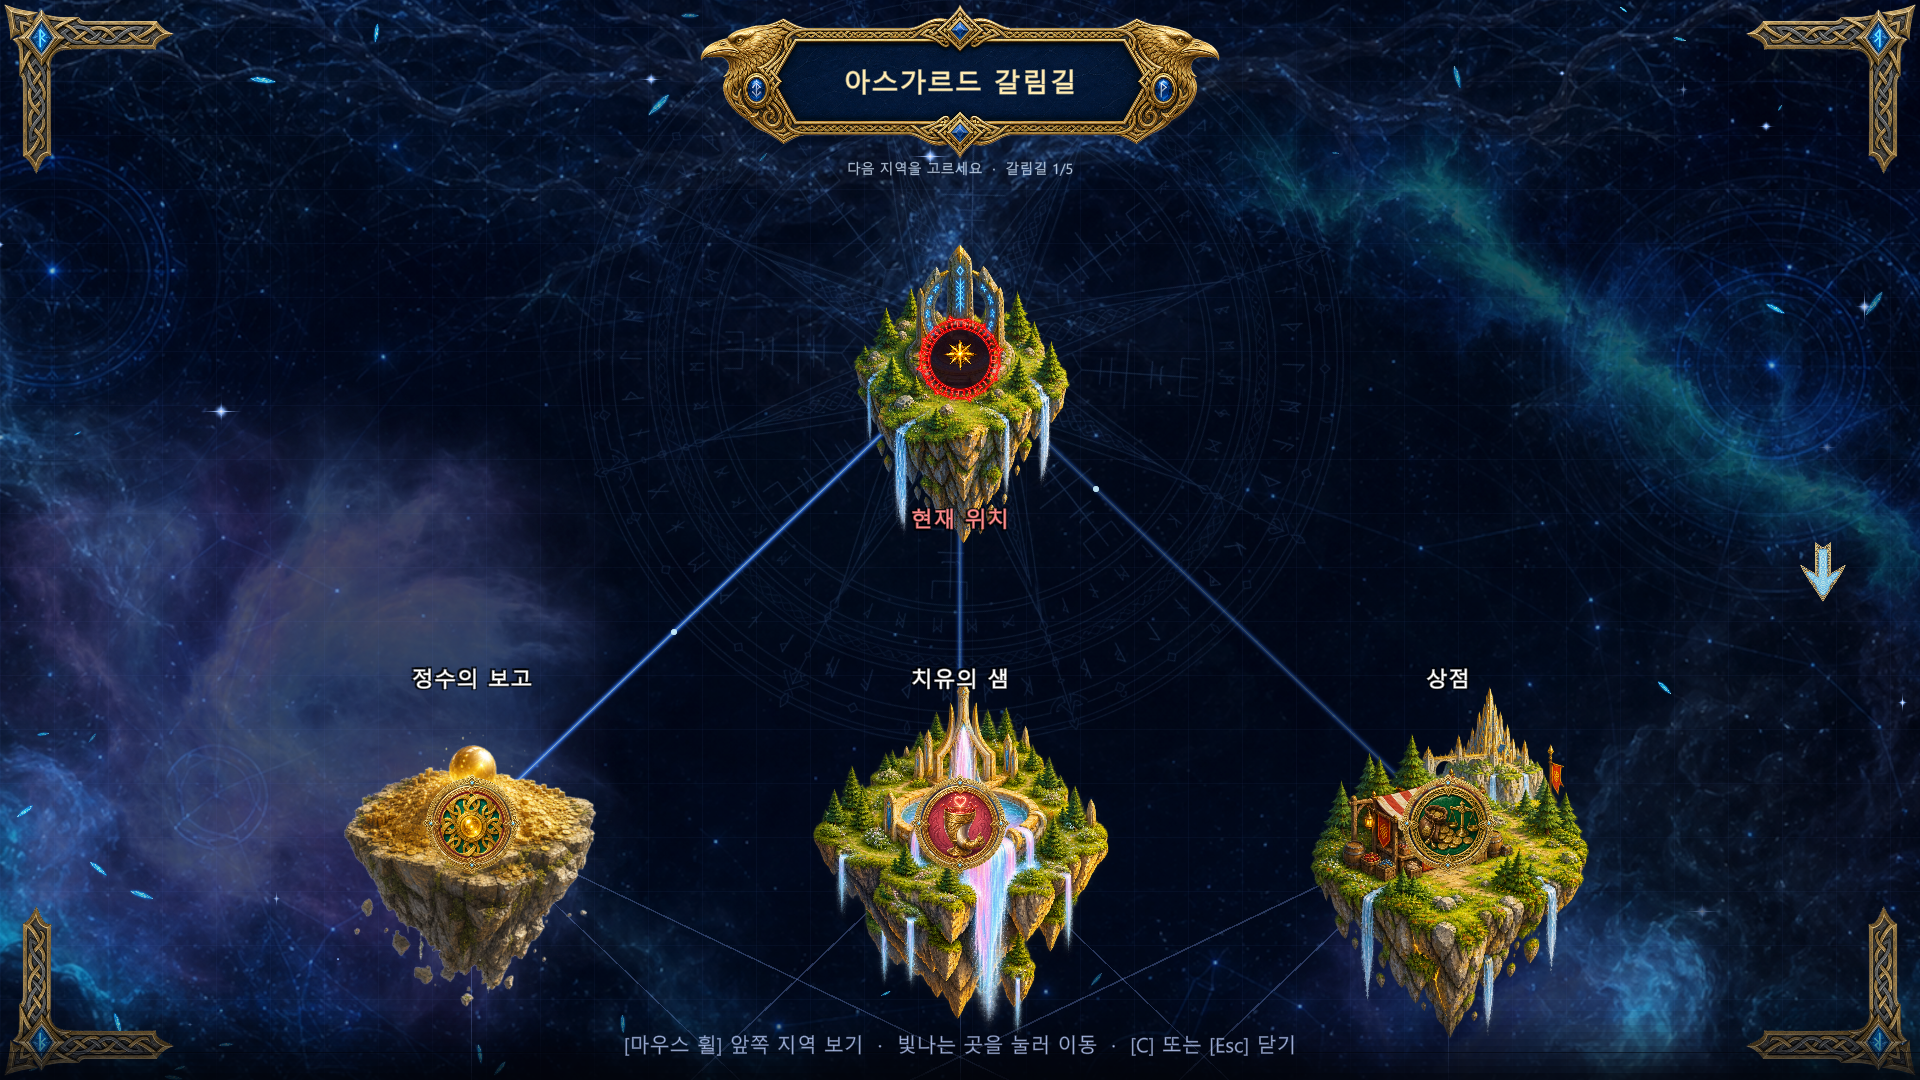 아스가르드 갈림길
다음 지역을 고르세요 · 갈림길 1/5
현재 위치
정수의 보고
치유의 샘
상점
[마우스 휠] 앞쪽 지역 보기 · 빛나는 곳을 눌러 이동 · [C] 또는 [Esc] 닫기